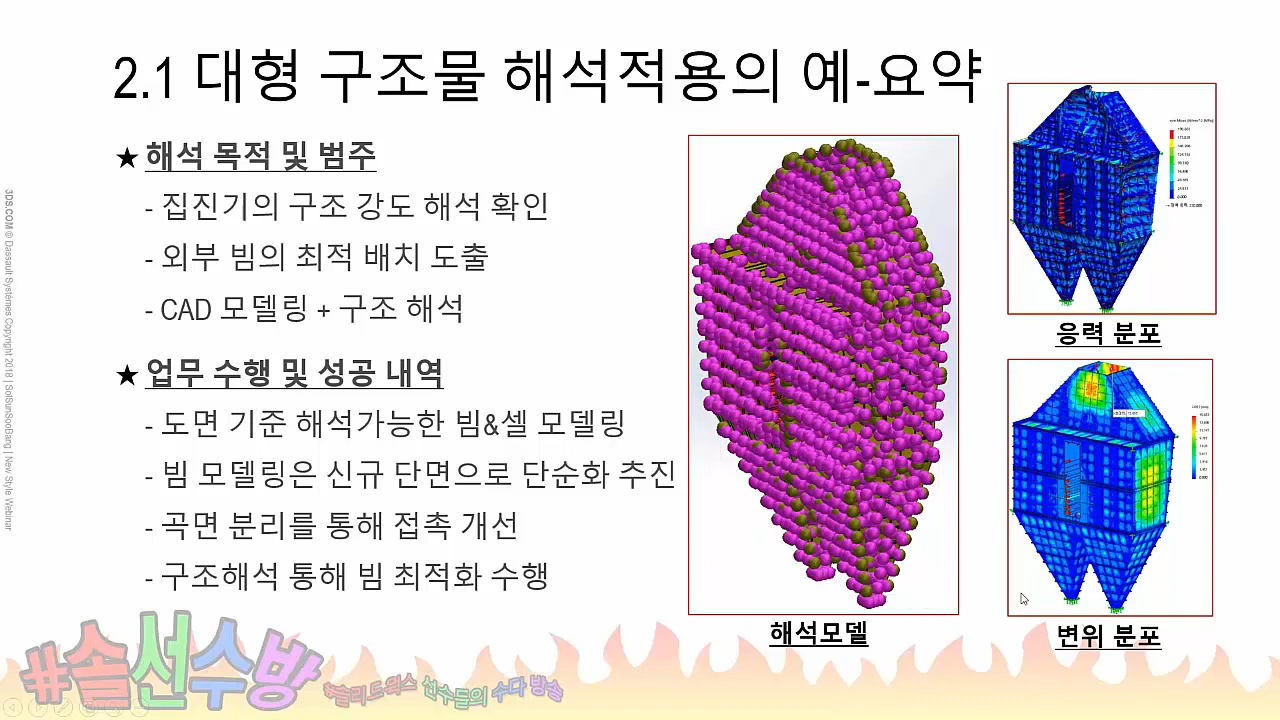 2.1 대형 구조물 해석적용의 예-요약
★ 해석 목적 및 범주
- 집진기의 구조 강도 해석 확인
- 외부 빔의 최적 배치 도출
- CAD 모델링 + 구조 해석
★ 업무 수행 및 성공 내역
- 도면 기준 해석가능한 빔&셀 모델링
- 빔 모델링은 신규 단면으로 단순화 추진
- 곡면 분리를 통해 접촉 개선
- 구조해석 통해 빔 최적화 수행
해석모델
응력 분포
변위 분포
3DS.COM © Dassault Systèmes Copyright 2018 | SolSunSooBang | New Style Webinar
#솔선수방
#솔리드웍스 선수들의 수다 방송